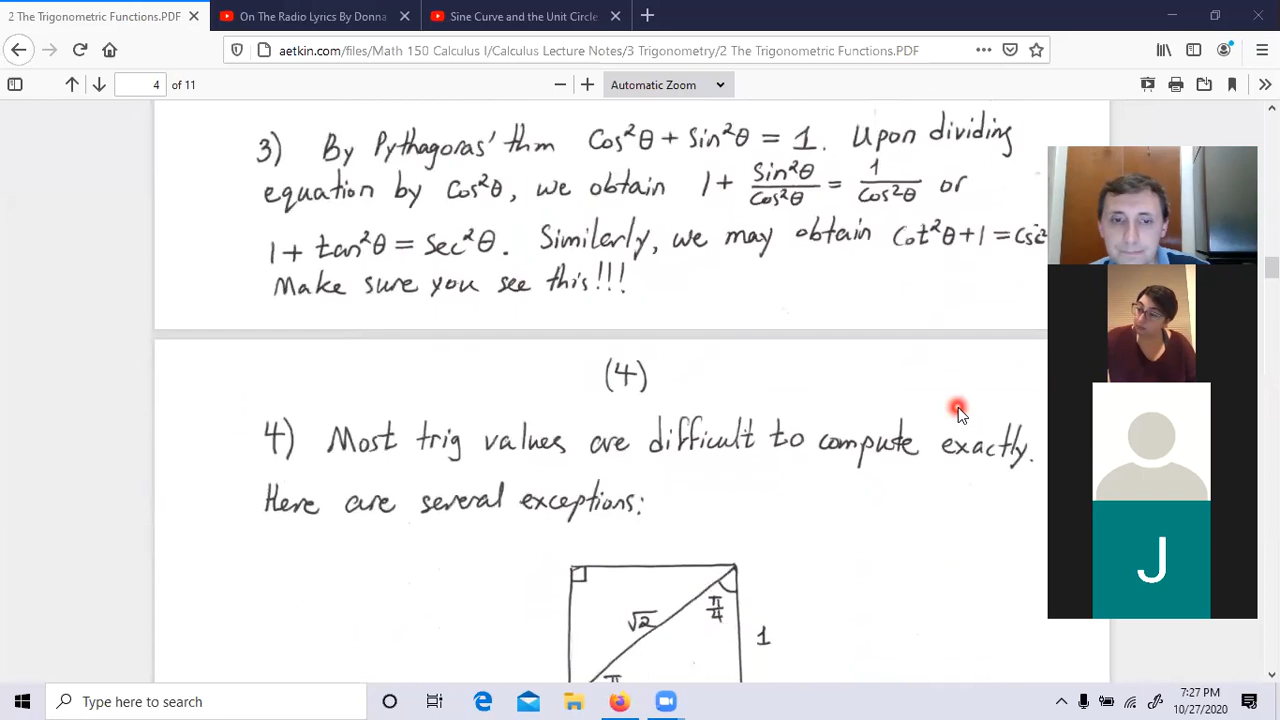 2 The Trigonometric Functions.PDF
On The Radio Lyrics By Donna
Sine Curve and the Unit Circle
aetkin.com/files/Math 150 Calculus I/Calculus Lecture Notes/3 Trigonometry/2 The Trigonometric Functions.PDF
4 of 11
Automatic Zoom
3) By Pythagoras' thm Cos²θ + Sin²θ = 1. Upon dividing
equation by Cos²θ, we obtain 1 + Sin²θ/Cos²θ = 1/Cos²θ or
1 + tan²θ = Sec²θ. Similarly, we may obtain Cot²θ + 1 = Csc²
Make sure you see this!!!
(4)
4) Most trig values are difficult to compute exactly.
Here are several exceptions:
√2
π/4
1
π
J
Type here to search
7:27 PM
10/27/2020